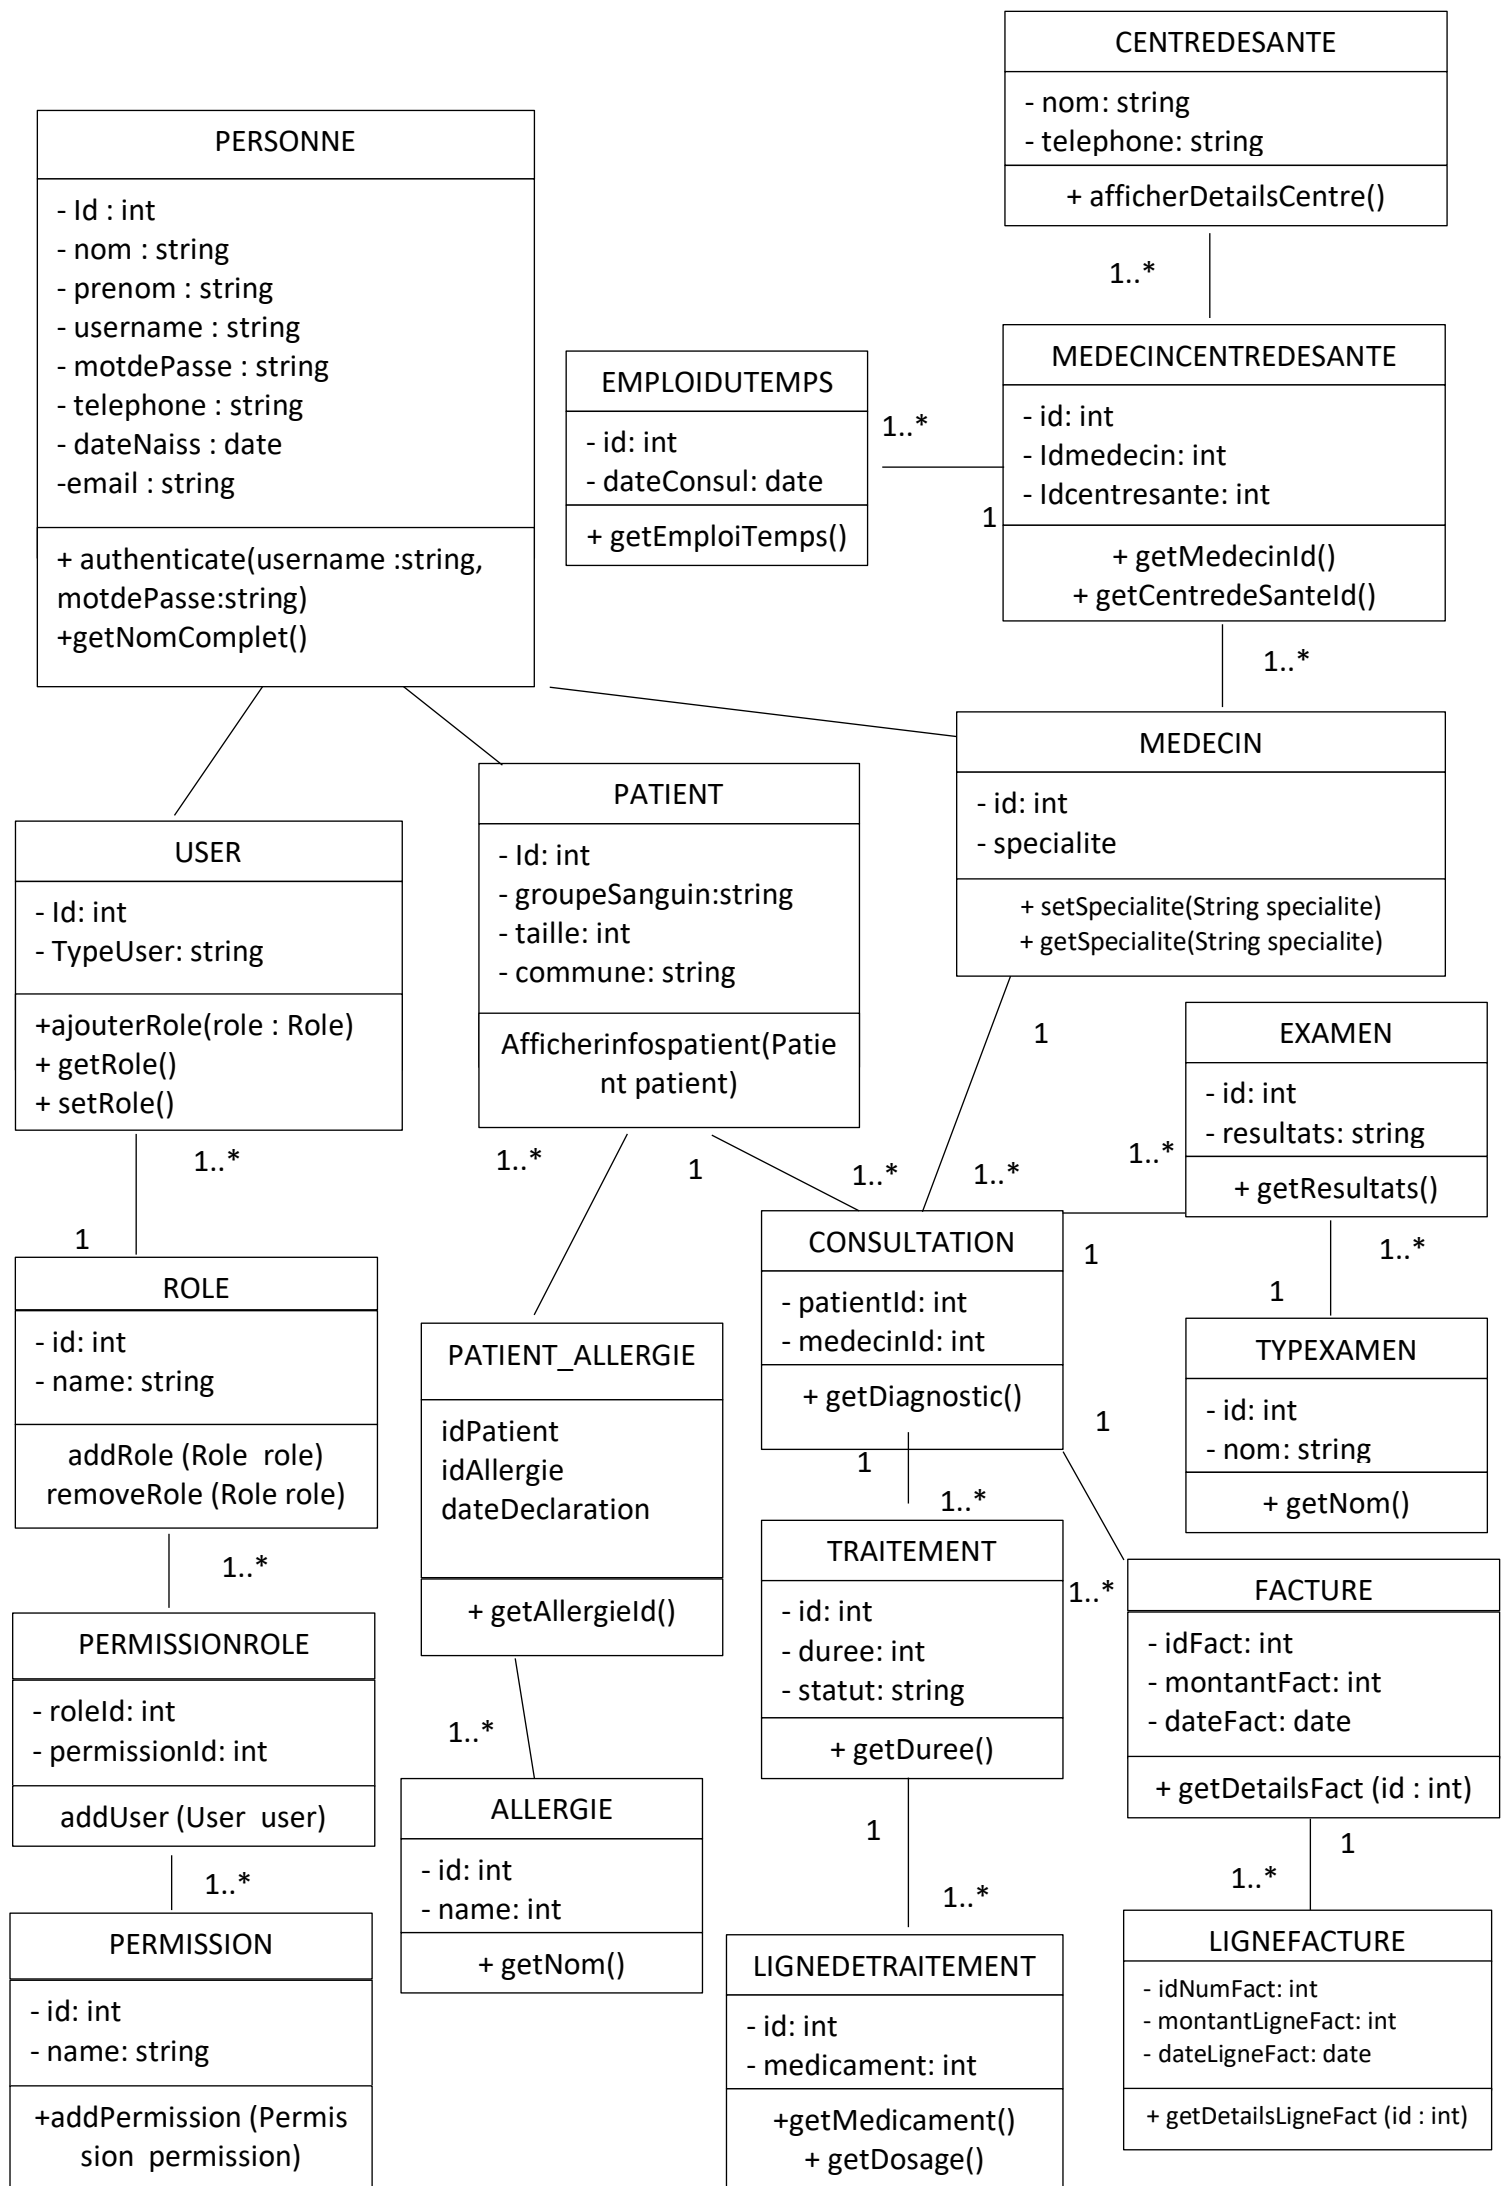 CENTREDESANTE
- nom: string
- telephone: string
+ afficherDetailsCentre()
1..*
PERSONNE
- Id : int
- nom : string
- prenom : string
- username : string
- motdePasse : string
- telephone : string
- dateNaiss : date
-email : string
+ authenticate(username :string,
motdePasse:string)
+getNomComplet()
EMPLOIDUTEMPS
- id: int
- dateConsul: date
+ getEmploiTemps()
1..*
1
MEDECINCENTREDESANTE
- id: int
- Idmedecin: int
- Idcentresante: int
+ getMedecinId()
+ getCentredeSanteId()
1..*
MEDECIN
- id: int
- specialite
+ setSpecialite(String specialite)
+ getSpecialite(String specialite)
1
1..*
PATIENT
- Id: int
- groupeSanguin:string
- taille: int
- commune: string
Afficherinfospatient(Patie
nt patient)
1..*
1
1..*
USER
- Id: int
- TypeUser: string
+ajouterRole(role : Role)
+ getRole()
+ setRole()
1..*
1
EXAMEN
- id: int
- resultats: string
+ getResultats()
1..*
1
1..*
1
CONSULTATION
- patientId: int
- medecinId: int
+ getDiagnostic()
1
1..*
1
1..*
TYPEXAMEN
- id: int
- nom: string
+ getNom()
ROLE
- id: int
- name: string
addRole (Role  role)
removeRole (Role role)
1..*
PATIENT_ALLERGIE
idPatient
idAllergie
dateDeclaration
+ getAllergieId()
1..*
TRAITEMENT
- id: int
- duree: int
- statut: string
+ getDuree()
1
1..*
FACTURE
- idFact: int
- montantFact: int
- dateFact: date
+ getDetailsFact (id : int)
1
1..*
PERMISSIONROLE
- roleId: int
- permissionId: int
addUser (User  user)
1..*
ALLERGIE
- id: int
- name: int
+ getNom()
PERMISSION
- id: int
- name: string
+addPermission (Permis
sion  permission)
LIGNEDETRAITEMENT
- id: int
- medicament: int
+getMedicament()
+ getDosage()
LIGNEFACTURE
- idNumFact: int
- montantLigneFact: int
- dateLigneFact: date
+ getDetailsLigneFact (id : int)